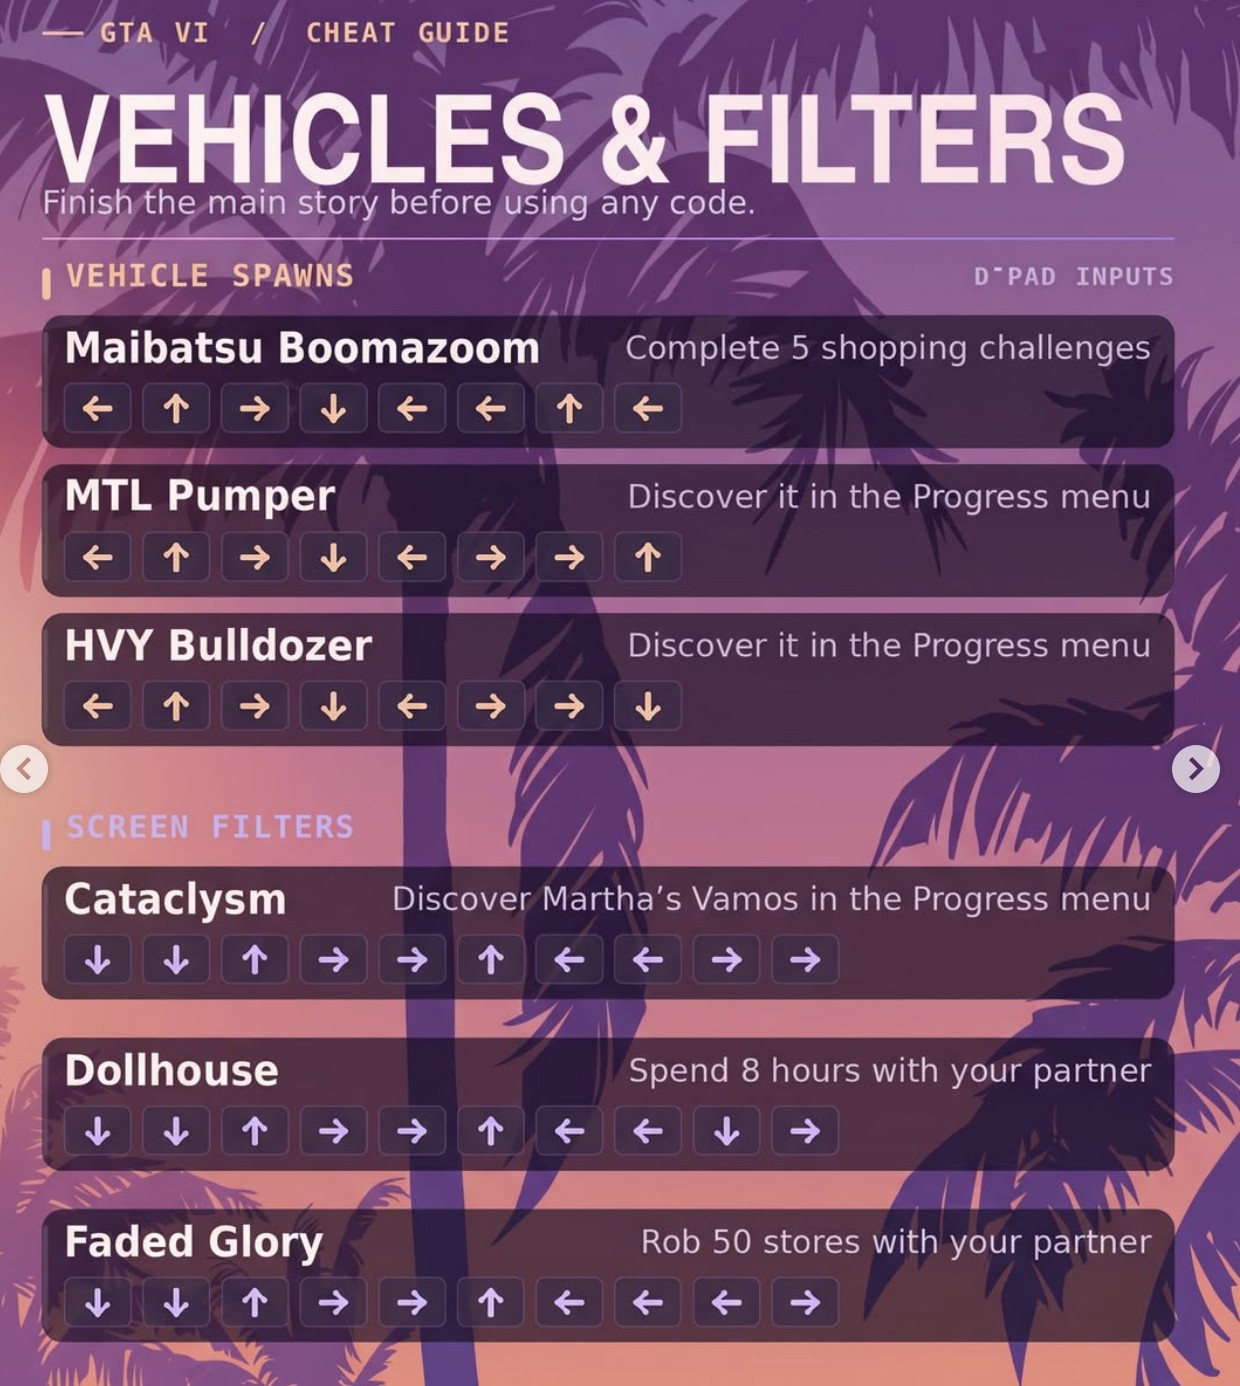 GTA VI / CHEAT GUIDE
VEHICLES & FILTERS
Finish the main story before using any code.
VEHICLE SPAWNS D-PAD INPUTS
Maibatsu Boomazoom Complete 5 shopping challenges
← ↑ → ↓ ← ← ↑ ←
MTL Pumper Discover it in the Progress menu
← ↑ → ↓ ← → → ↑
HVY Bulldozer Discover it in the Progress menu
← ↑ → ↓ ← → → ↓
SCREEN FILTERS
Cataclysm Discover Martha’s Vamos in the Progress menu
↓ ↓ ↑ → → ↑ ← ← → →
Dollhouse Spend 8 hours with your partner
↓ ↓ ↑ → → ↑ ← ← ↓ →
Faded Glory Rob 50 stores with your partner
↓ ↓ ↑ → → ↑ ← ← ← →